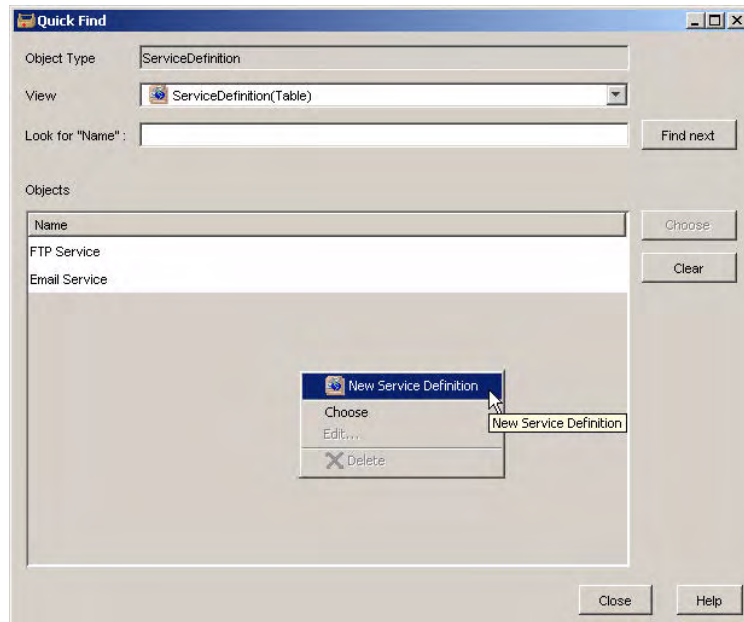 Quick Find
Object Type ServiceDefinition
View ServiceDefinition(Table)
Look for "Name" : Find next
Objects
Name
Choose
FTP Service
Clear
Email Service
New Service Definition
Choose
New Service Definition
Edit...
Delete
Close Help